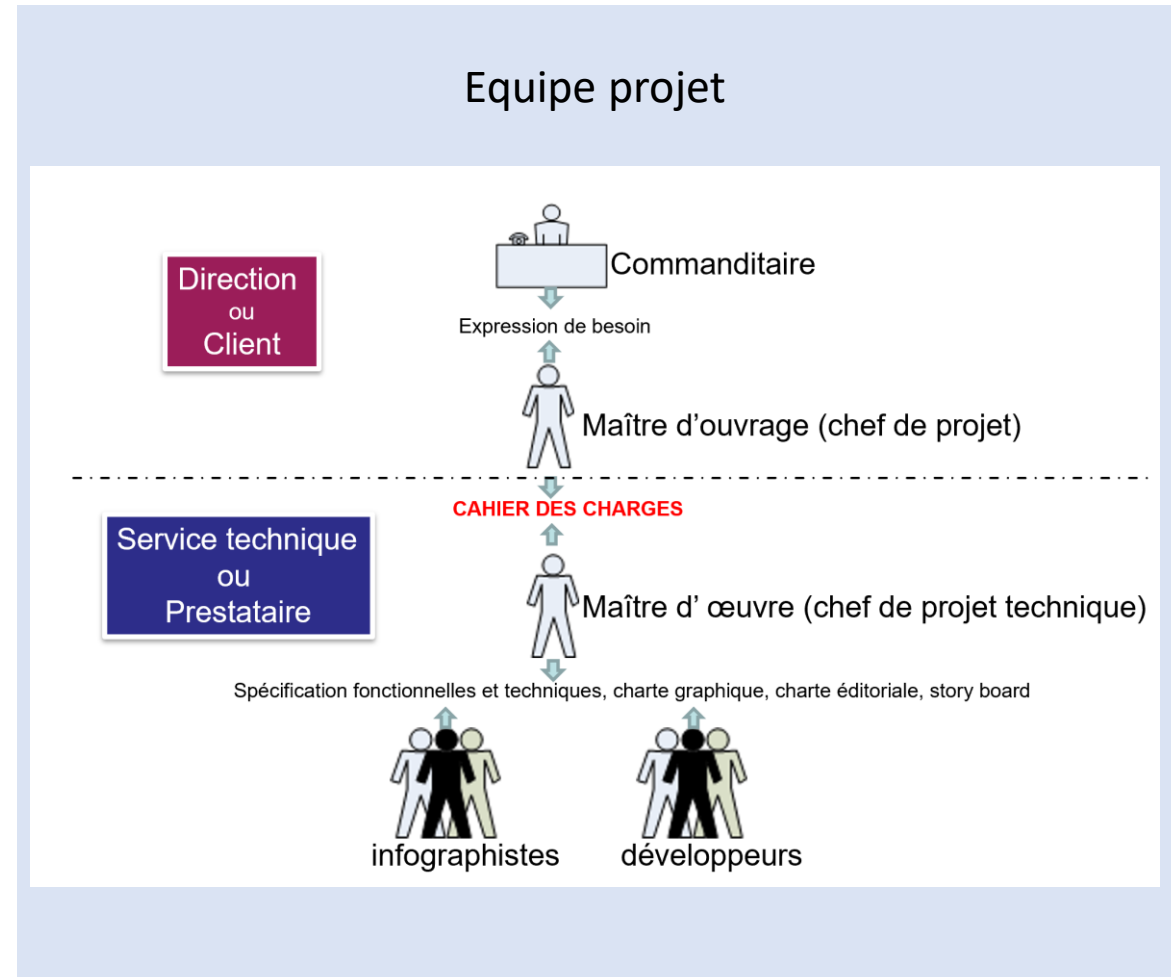 Equipe projet
Commanditaire
Direction
ou
Client
Expression de besoin
Maître d'ouvrage (chef de projet)
CAHIER DES CHARGES
Service technique
ou
Prestataire
Maître d' œuvre (chef de projet technique)
Spécification fonctionnelles et techniques, charte graphique, charte éditoriale, story board
infographistes
développeurs